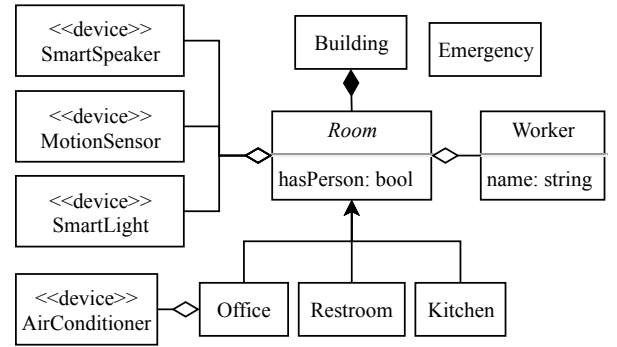 <<device>>
SmartSpeaker
<<device>>
MotionSensor
<<device>>
SmartLight
Building
Emergency
Room
hasPerson: bool
Worker
name: string
<<device>>
AirConditioner
Office
Restroom
Kitchen